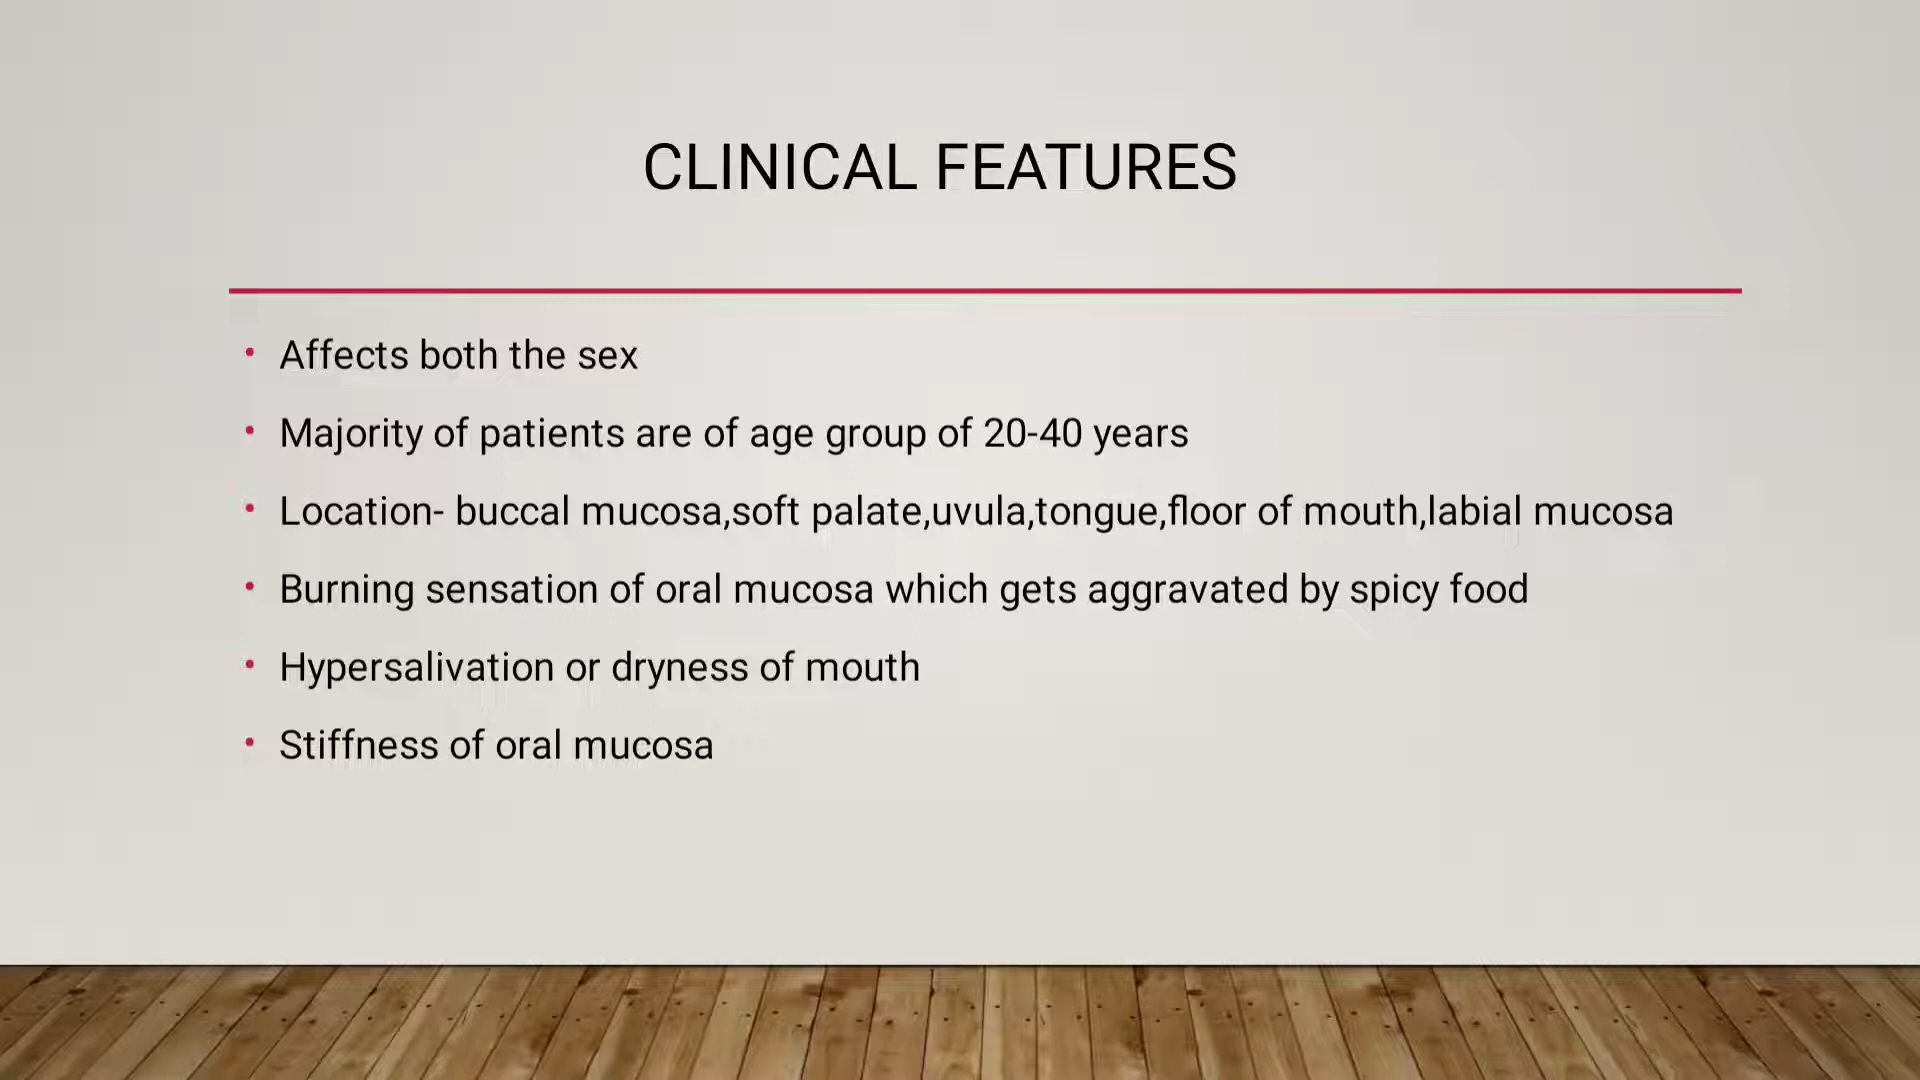 CLINICAL FEATURES
• Affects both the sex
• Majority of patients are of age group of 20-40 years
• Location- buccal mucosa,soft palate,uvula,tongue,floor of mouth,labial mucosa
• Burning sensation of oral mucosa which gets aggravated by spicy food
• Hypersalivation or dryness of mouth
• Stiffness of oral mucosa